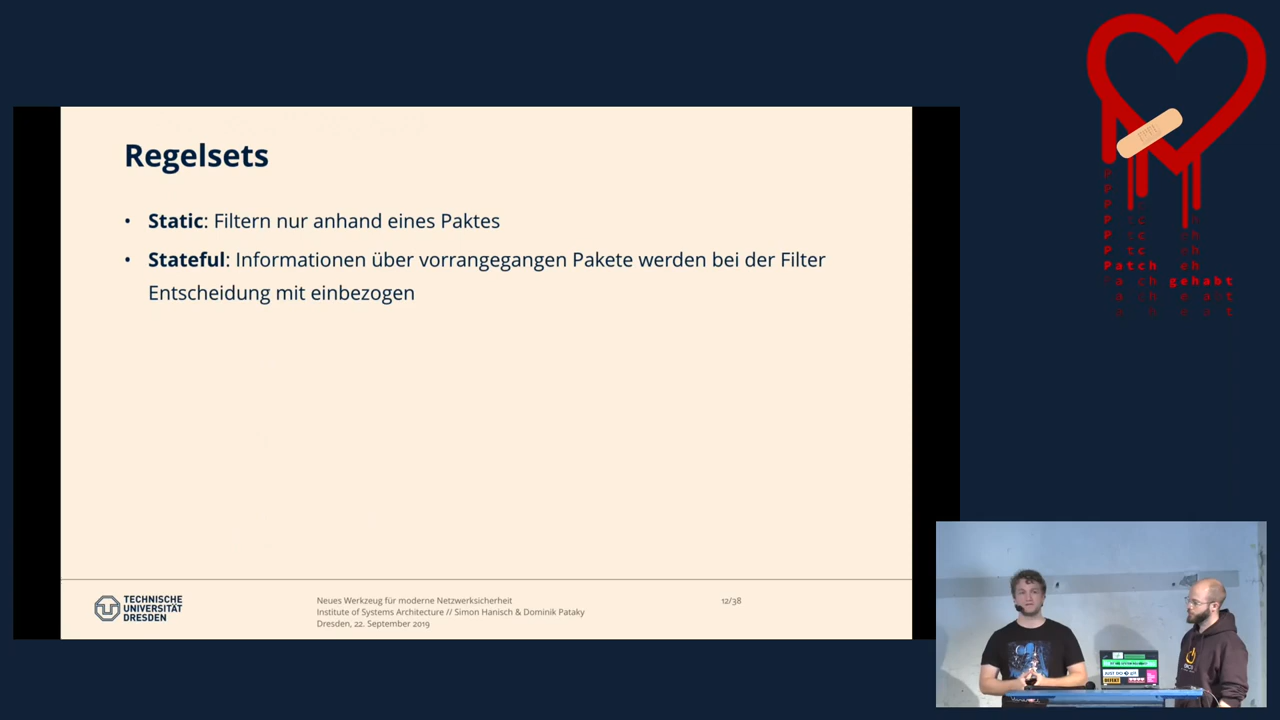 Regelsets
• Static: Filtern nur anhand eines Paktes
• Stateful: Informationen über vorrangegangen Pakete werden bei der Filter
Entscheidung mit einbezogen
TECHNISCHE
UNIVERSITÄT
DRESDEN
Neues Werkzeug für moderne Netzwerksicherheit
Institute of Systems Architecture // Simon Hanisch & Dominik Pataky
Dresden, 22. September 2019
12/38
Patch
gehabt